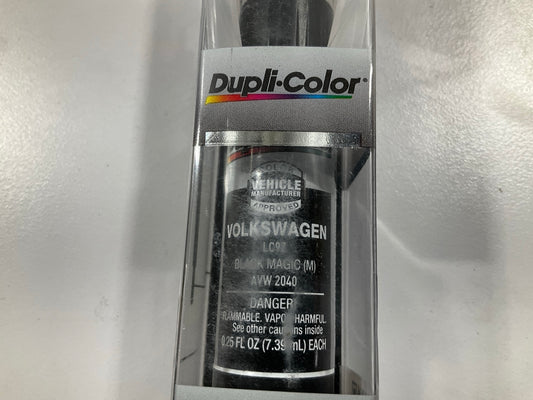 Dupli-Color
VEHICLE
MANUFACTURER
APPROVED
VOLKSWAGEN
LC9Z
BLACK MAGIC (M)
AVW 2040
DANGER
FLAMMABLE. VAPOR HARMFUL.
See other cautions inside
0.25 FL OZ (7.39 mL) EACH